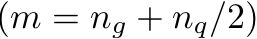 (m = n_g + n_q/2)